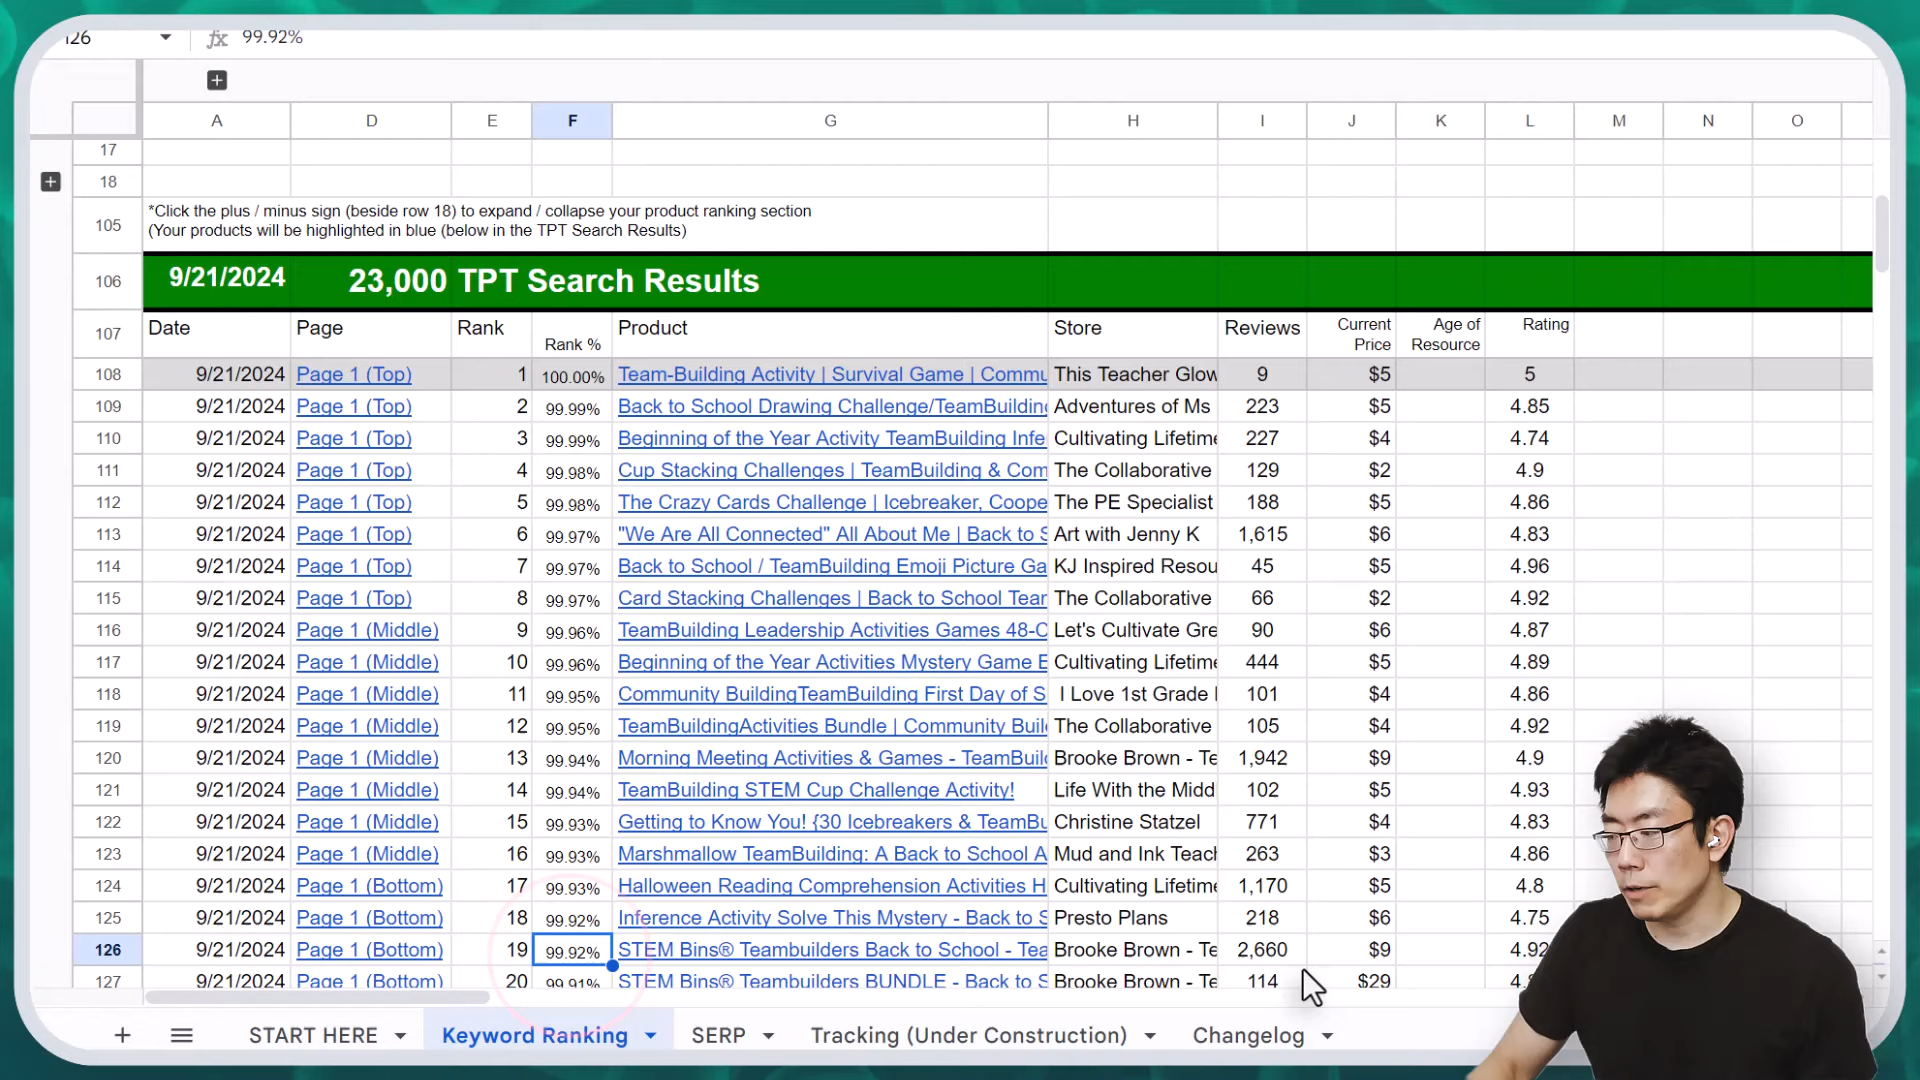 126 fx 99.92%
A D E F G H I J K L M N O
17
18
105 *Click the plus / minus sign (beside row 18) to expand / collapse your product ranking section
(Your products will be highlighted in blue (below in the TPT Search Results)
106 9/21/2024 23,000 TPT Search Results
107 Date Page Rank Rank % Product Store Reviews Current Price Age of Resource Rating
108 9/21/2024 Page 1 (Top) 1 100.00% Team-Building Activity | Survival Game | Commu This Teacher Glow 9 $5 5
109 9/21/2024 Page 1 (Top) 2 99.99% Back to School Drawing Challenge/TeamBuilding Adventures of Ms 223 $5 4.85
110 9/21/2024 Page 1 (Top) 3 99.99% Beginning of the Year Activity TeamBuilding Infe Cultivating Lifetime 227 $4 4.74
111 9/21/2024 Page 1 (Top) 4 99.98% Cup Stacking Challenges | TeamBuilding & Com The Collaborative 129 $2 4.9
112 9/21/2024 Page 1 (Top) 5 99.98% The Crazy Cards Challenge | Icebreaker, Coope The PE Specialist 188 $5 4.86
113 9/21/2024 Page 1 (Top) 6 99.97% "We Are All Connected" All About Me | Back to S Art with Jenny K 1,615 $6 4.83
114 9/21/2024 Page 1 (Top) 7 99.97% Back to School / TeamBuilding Emoji Picture Ga KJ Inspired Resou 45 $5 4.96
115 9/21/2024 Page 1 (Top) 8 99.97% Card Stacking Challenges | Back to School Tear The Collaborative 66 $2 4.92
116 9/21/2024 Page 1 (Middle) 9 99.96% TeamBuilding Leadership Activities Games 48-C Let's Cultivate Gre 90 $6 4.87
117 9/21/2024 Page 1 (Middle) 10 99.96% Beginning of the Year Activities Mystery Game E Cultivating Lifetime 444 $5 4.89
118 9/21/2024 Page 1 (Middle) 11 99.95% Community BuildingTeamBuilding First Day of S I Love 1st Grade 101 $4 4.86
119 9/21/2024 Page 1 (Middle) 12 99.95% TeamBuildingActivities Bundle | Community Buil The Collaborative 105 $4 4.92
120 9/21/2024 Page 1 (Middle) 13 99.94% Morning Meeting Activities & Games - TeamBuild Brooke Brown - Te 1,942 $9 4.9
121 9/21/2024 Page 1 (Middle) 14 99.94% TeamBuilding STEM Cup Challenge Activity! Life With the Midd 102 $5 4.93
122 9/21/2024 Page 1 (Middle) 15 99.93% Getting to Know You! {30 Icebreakers & TeamBu Christine Statzel 771 $4 4.83
123 9/21/2024 Page 1 (Middle) 16 99.93% Marshmallow TeamBuilding: A Back to School A Mud and Ink Teach 263 $3 4.86
124 9/21/2024 Page 1 (Bottom) 17 99.93% Halloween Reading Comprehension Activities H Cultivating Lifetime 1,170 $5 4.8
125 9/21/2024 Page 1 (Bottom) 18 99.92% Inference Activity Solve This Mystery - Back to S Presto Plans 218 $6 4.75
126 9/21/2024 Page 1 (Bottom) 19 99.92% STEM Bins® Teambuilders Back to School - Tea Brooke Brown - Te 2,660 $9 4.92
127 9/21/2024 Page 1 (Bottom) 20 99.91% STEM Bins® Teambuilders BUNDLE - Back to S Brooke Brown - Te 114 $29
START HERE Keyword Ranking SERP Tracking (Under Construction) Changelog